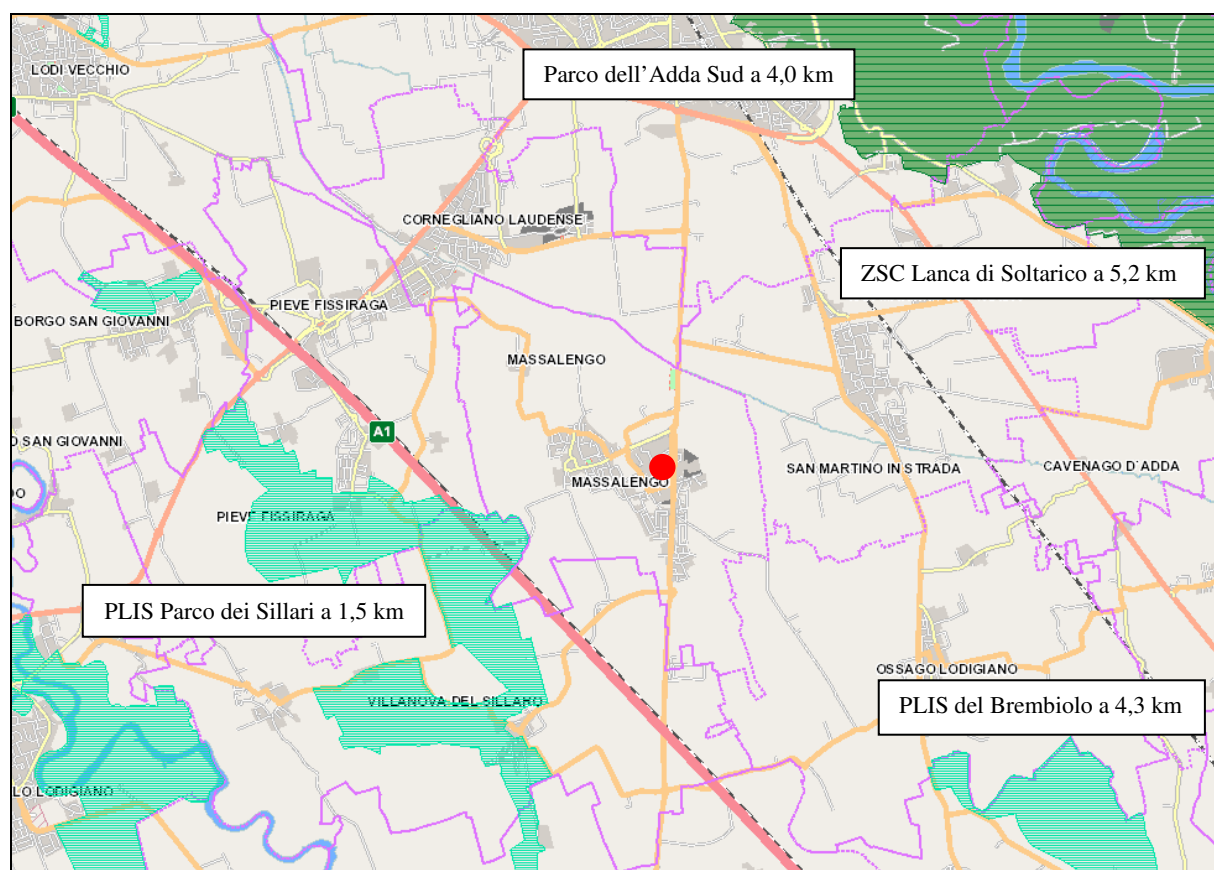 LODI VECCHIO
Parco dell'Adda Sud a 4,0 km
CORNEGLIANO LAUDENSE
ZSC Lanca di Soltarico a 5,2 km
PIEVE FISSIRAGA
BORGO SAN GIOVANNI
MASSALENGO
A1
O SAN GIOVANNI
SAN MARTINO IN STRADA
CAVENAGO D`ADDA
MASSALENGO
DO
PIEVE FISSIRAGA
PLIS Parco dei Sillari a 1,5 km
OSSAGO LODIGIANO
VILLANOVA DEL SILLARO
PLIS del Brembiolo a 4,3 km
LO LODIGIANO